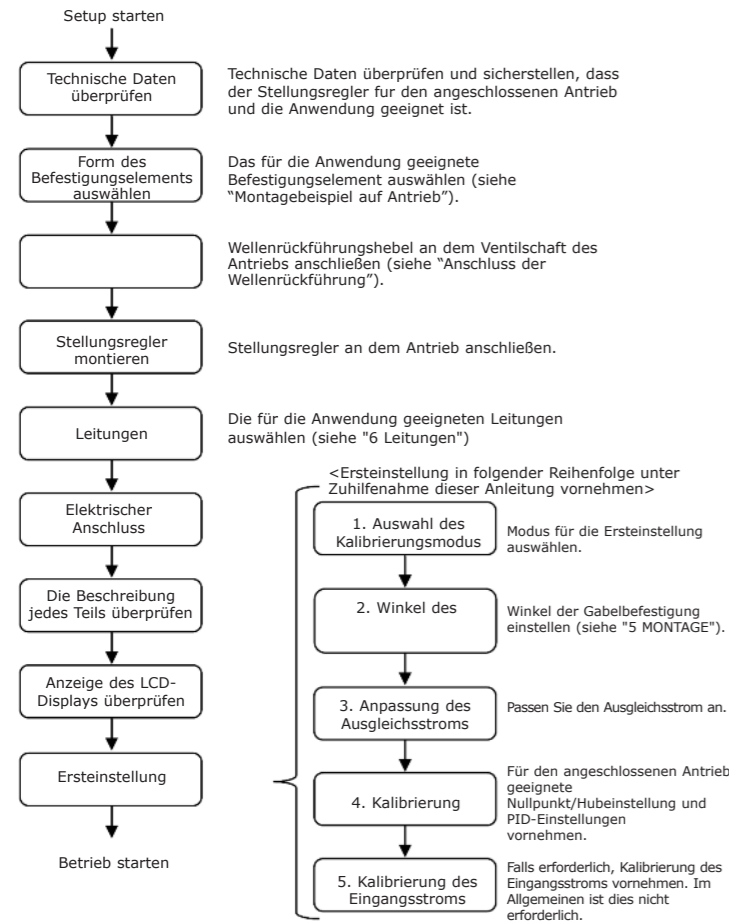 Setup starten
Technische Daten
überprüfen
Technische Daten überprüfen und sicherstellen, dass
der Stellungsregler fur den angeschlossenen Antrieb
und die Anwendung geeignet ist.
Form des
Befestigungselements
auswählen
Das für die Anwendung geeignete
Befestigungselement auswählen (siehe
“Montagebeispiel auf Antrieb”).
Wellenrückführungshebel an dem Ventilschaft des
Antriebs anschließen (siehe “Anschluss der
Wellenrückführung”).
Stellungsregler
montieren
Stellungsregler an dem Antrieb anschließen.
Leitungen
Die für die Anwendung geeigneten Leitungen
auswählen (siehe "6 Leitungen")
Elektrischer
Anschluss
Die Beschreibung
jedes Teils überprüfen
Anzeige des LCD-
Displays überprüfen
Ersteinstellung
Betrieb starten
<Ersteinstellung in folgender Reihenfolge unter
Zuhilfenahme dieser Anleitung vornehmen>
1. Auswahl des
Kalibrierungsmodus
Modus für die Ersteinstellung
auswählen.
2. Winkel des
Winkel der Gabelbefestigung
einstellen (siehe "5 MONTAGE").
3. Anpassung des
Ausgleichsstroms
Passen Sie den Ausgleichsstrom an.
4. Kalibrierung
Für den angeschlossenen Antrieb
geeignete
Nullpunkt/Hubeinstellung und
PID-Einstellungen
vornehmen.
5. Kalibrierung des
Eingangsstroms
Falls erforderlich, Kalibrierung des
Eingangsstroms vornehmen. Im
Allgemeinen ist dies nicht
erforderlich.